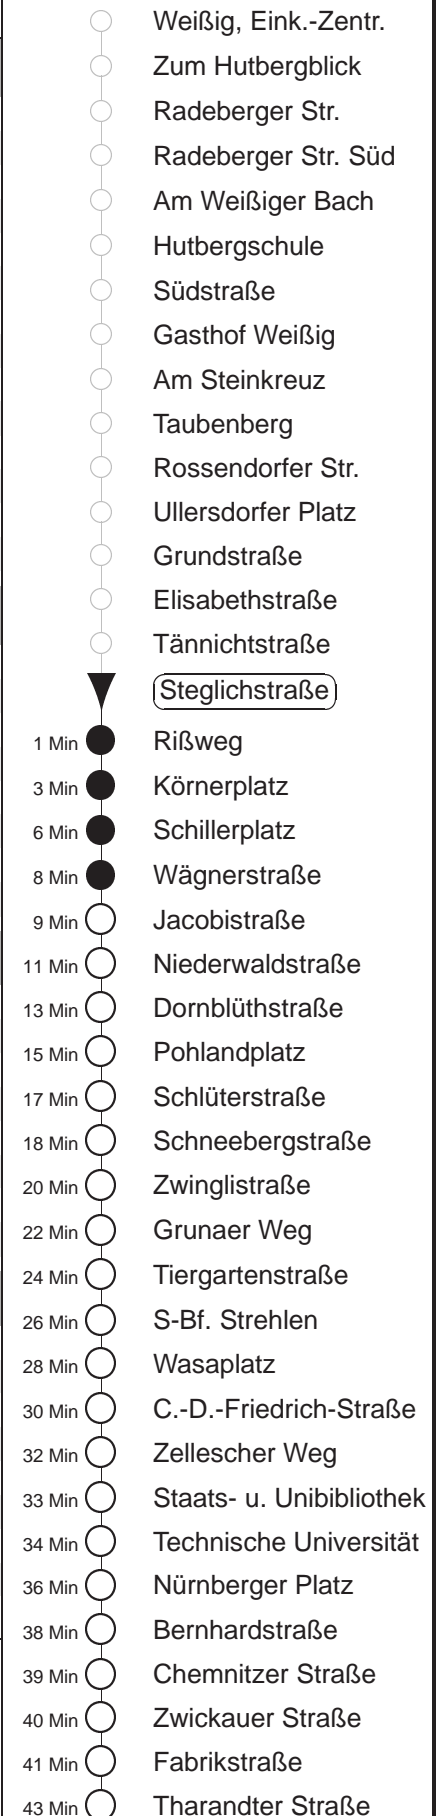 Weißig, Eink.-Zentr.
Zum Hutbergblick
Radeberger Str.
Radeberger Str. Süd
Am Weißiger Bach
Hutbergschule
Südstraße
Gasthof Weißig
Am Steinkreuz
Taubenberg
Rossendorfer Str.
Ullersdorfer Platz
Grundstraße
Elisabethstraße
Tännichtstraße
Steglichstraße
1 Min Rißweg
3 Min Körnerplatz
6 Min Schillerplatz
8 Min Wägnerstraße
9 Min Jacobistraße
11 Min Niederwaldstraße
13 Min Dornblüthstraße
15 Min Pohlandplatz
17 Min Schlüterstraße
18 Min Schneebergstraße
20 Min Zwinglistraße
22 Min Grunaer Weg
24 Min Tiergartenstraße
26 Min S-Bf. Strehlen
28 Min Wasaplatz
30 Min C.-D.-Friedrich-Straße
32 Min Zellescher Weg
33 Min Staats- u. Unibibliothek
34 Min Technische Universität
36 Min Nürnberger Platz
38 Min Bernhardstraße
39 Min Chemnitzer Straße
40 Min Zwickauer Straße
41 Min Fabrikstraße
43 Min Tharandter Straße